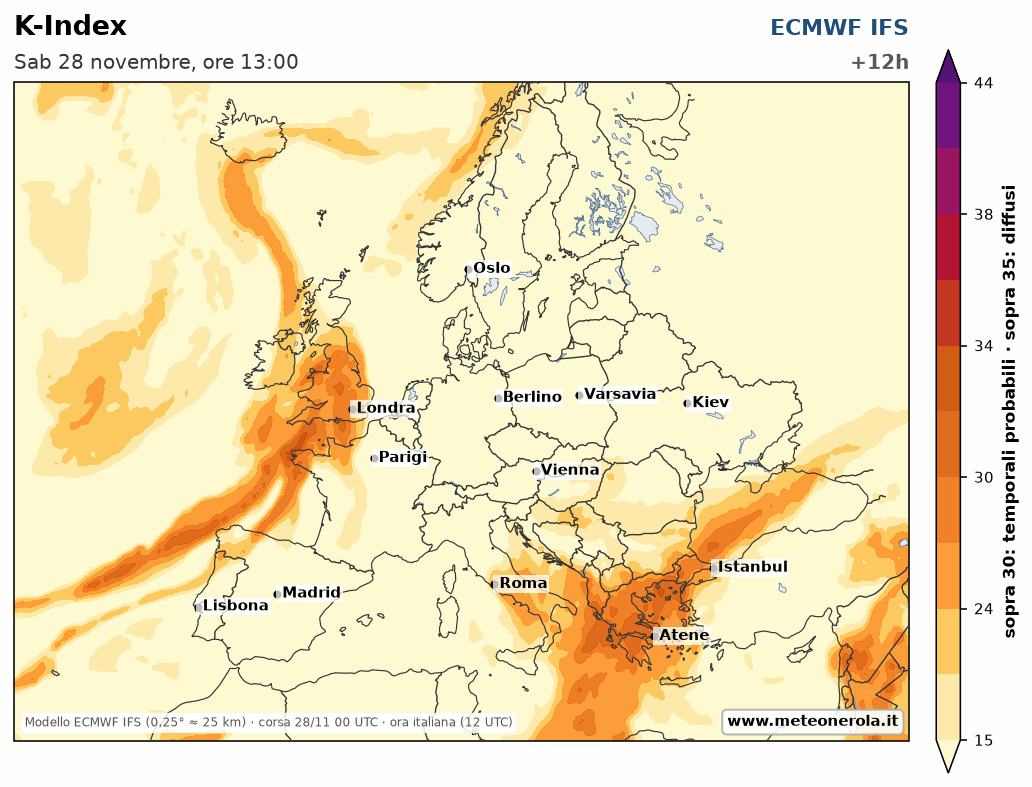 K-Index
ECMWF IFS
Sab 28 novembre, ore 13:00
+12h
44
38
34
30
24
15
sopra 30: temporali probabili · sopra 35: diffusi
Oslo
Londra
Berlino
Varsavia
Kiev
Parigi
Vienna
Istanbul
Roma
Madrid
Lisbona
Atene
Modello ECMWF IFS (0,25° ≈ 25 km) · corsa 28/11 00 UTC · ora italiana (12 UTC)
www.meteonerola.it